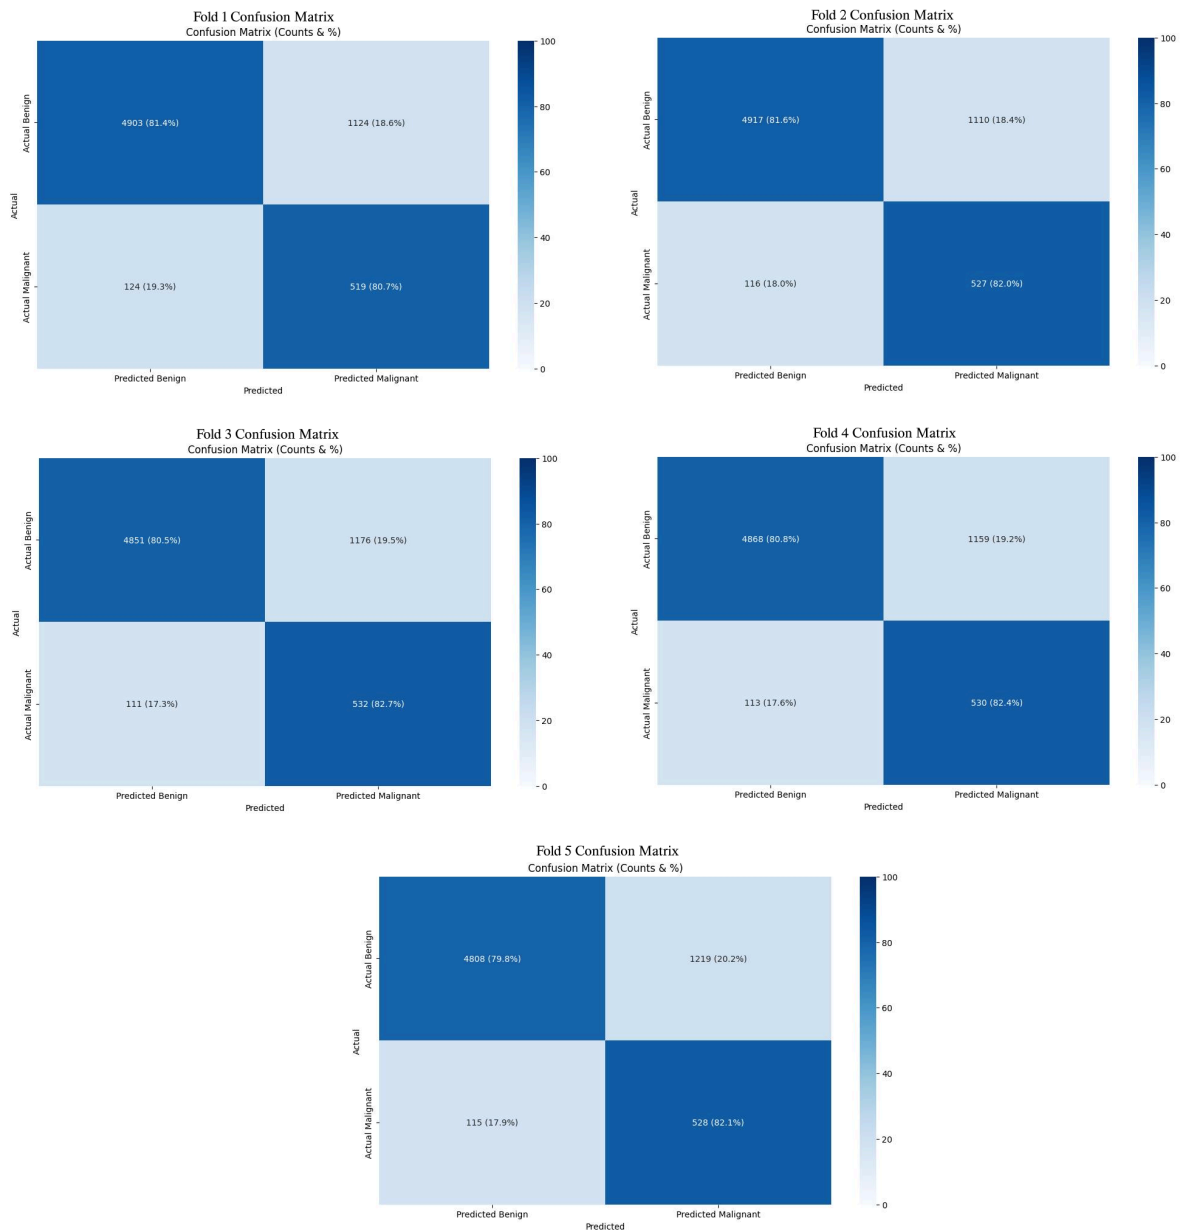 Fold 1 Confusion Matrix
Confusion Matrix (Counts & %)
Actual Benign
4903 (81.4%)
1124 (18.6%)
Actual
Actual Malignant
124 (19.3%)
519 (80.7%)
Predicted Benign
Predicted Malignant
Predicted
100
80
60
40
20
0
Fold 2 Confusion Matrix
Confusion Matrix (Counts & %)
Actual Benign
4917 (81.6%)
1110 (18.4%)
Actual
Actual Malignant
116 (18.0%)
527 (82.0%)
Predicted Benign
Predicted Malignant
Predicted
100
80
60
40
20
0
Fold 3 Confusion Matrix
Confusion Matrix (Counts & %)
Actual Benign
4851 (80.5%)
1176 (19.5%)
Actual
Actual Malignant
111 (17.3%)
532 (82.7%)
Predicted Benign
Predicted Malignant
Predicted
100
80
60
40
20
0
Fold 4 Confusion Matrix
Confusion Matrix (Counts & %)
Actual Benign
4868 (80.8%)
1159 (19.2%)
Actual
Actual Malignant
113 (17.6%)
530 (82.4%)
Predicted Benign
Predicted Malignant
Predicted
100
80
60
40
20
0
Fold 5 Confusion Matrix
Confusion Matrix (Counts & %)
Actual Benign
4808 (79.8%)
1219 (20.2%)
Actual
Actual Malignant
115 (17.9%)
528 (82.1%)
Predicted Benign
Predicted Malignant
Predicted
100
80
60
40
20
0